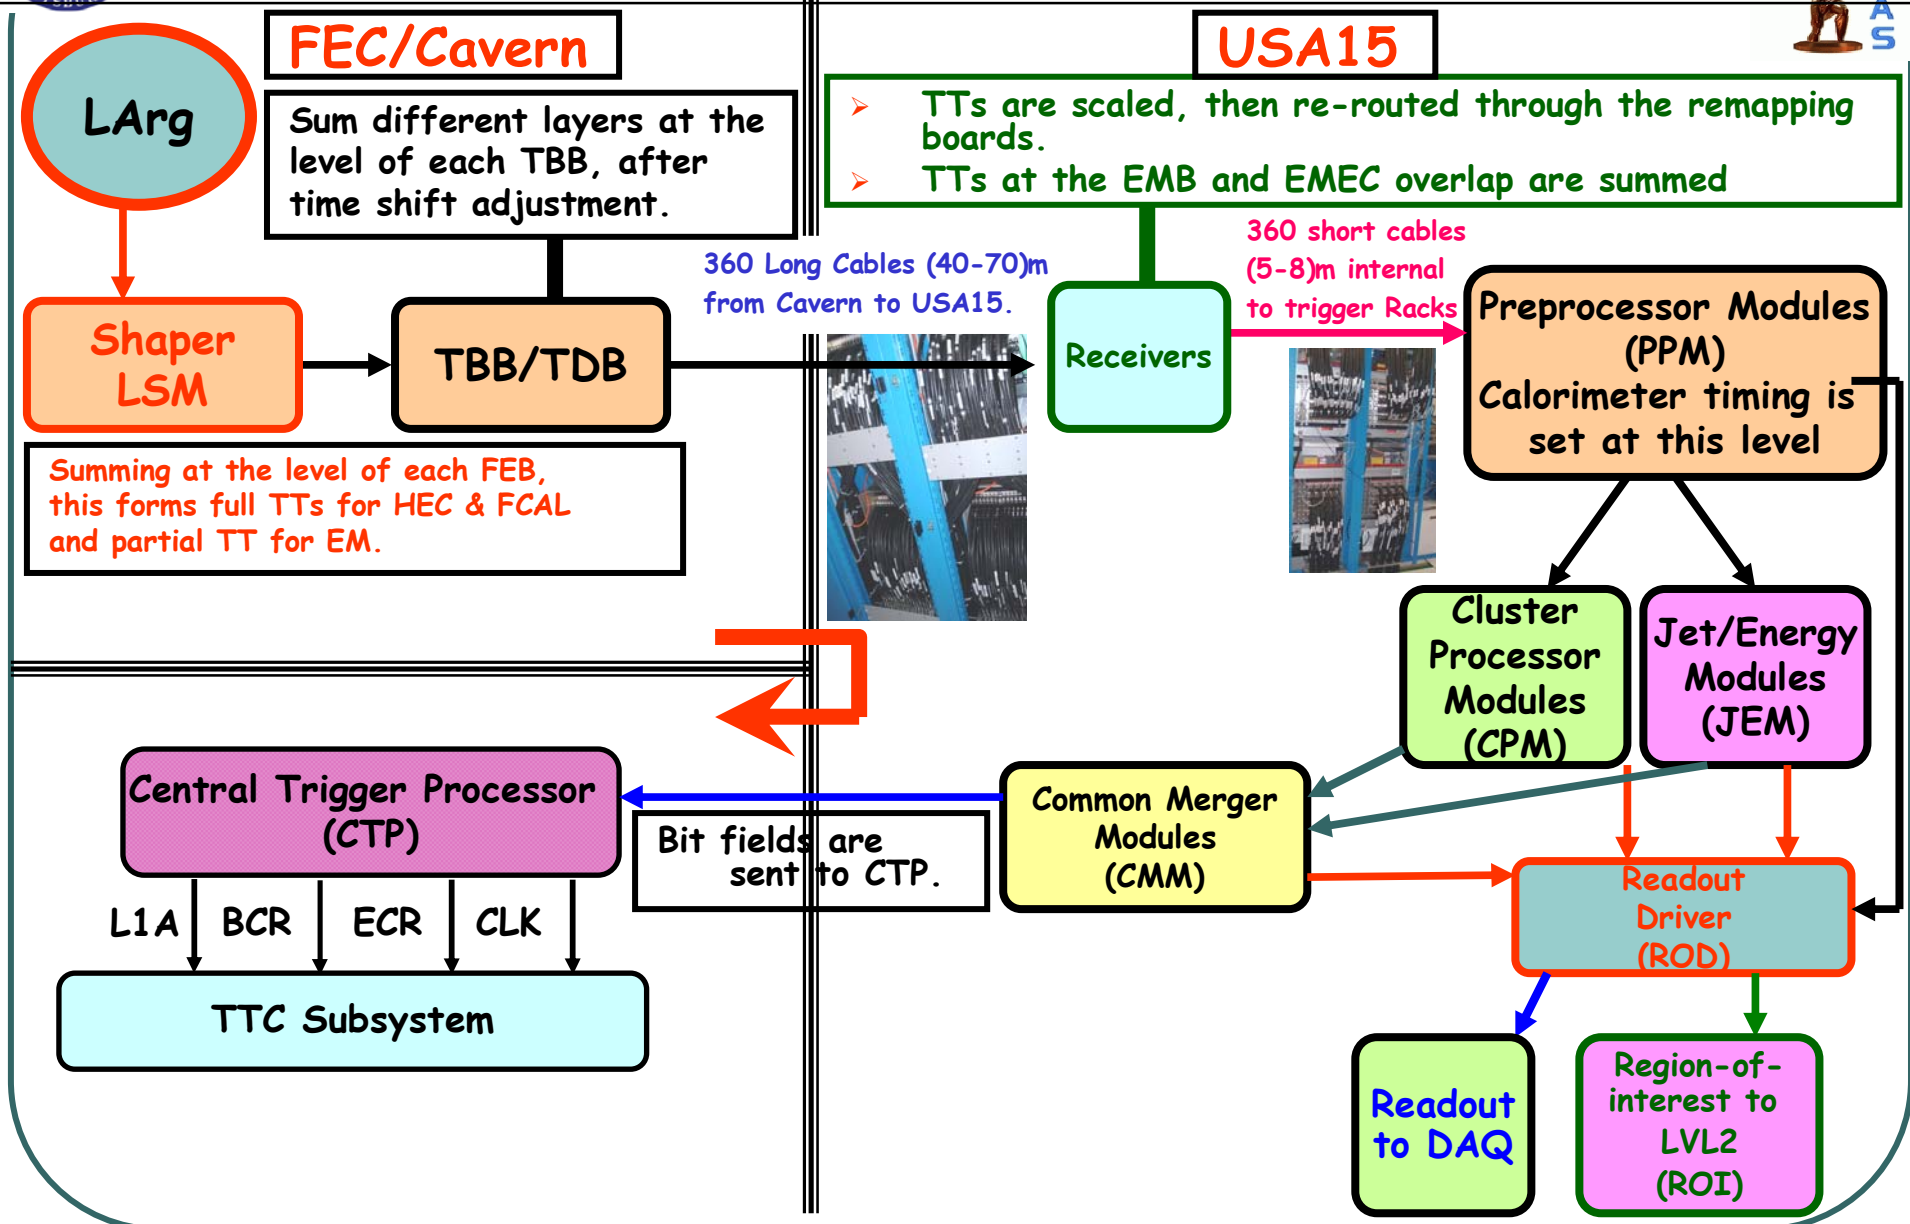 FEC/Cavern
USA15
A
S
LArg
Sum different layers at the
level of each TBB, after
time shift adjustment.
➢ TTs are scaled, then re-routed through the remapping
boards.
➢ TTs at the EMB and EMEC overlap are summed
360 Long Cables (40-70)m
from Cavern to USA15.
360 short cables
(5-8)m internal
to trigger Racks
Shaper
LSM
TBB/TDB
Receivers
Preprocessor Modules
(PPM)
Calorimeter timing is
set at this level
Summing at the level of each FEB,
this forms full TTs for HEC & FCAL
and partial TT for EM.
Cluster
Processor
Modules
(CPM)
Jet/Energy
Modules
(JEM)
Central Trigger Processor
(CTP)
Bit fields are
sent to CTP.
Common Merger
Modules
(CMM)
Readout
Driver
(ROD)
L1A
BCR
ECR
CLK
TTC Subsystem
Readout
to DAQ
Region-of-
interest to
LVL2
(ROI)